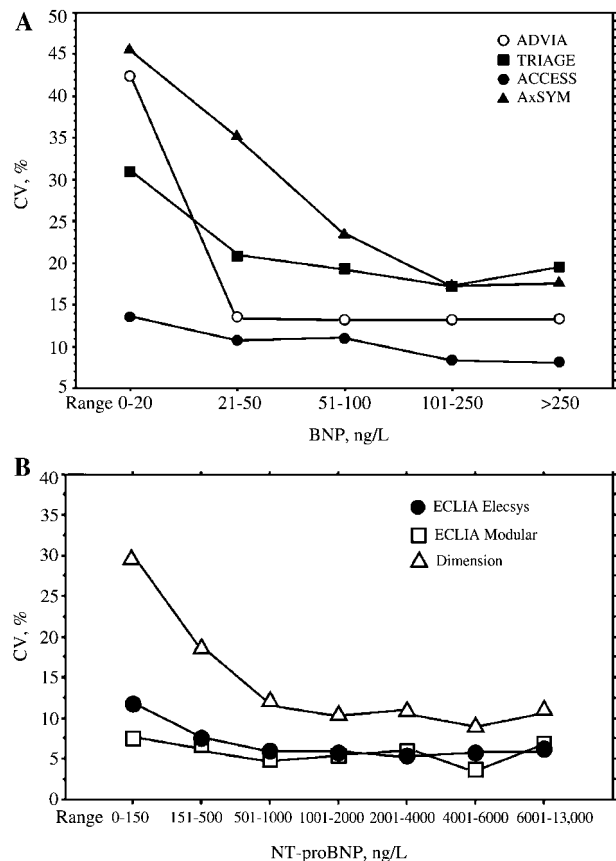 A
50
45
40
35
30
25
20
15
10
5
CV, %
ADVIA
TRIAGE
ACCESS
AxSYM
Range 0-20 21-50 51-100 101-250 >250
BNP, ng/L
B
40
35
30
25
20
15
10
5
0
CV, %
ECLIA Elecsys
ECLIA Modular
Dimension
Range 0-150 151-500 501-1000 1001-2000 2001-4000 4001-6000 6001-13,000
NT-proBNP, ng/L